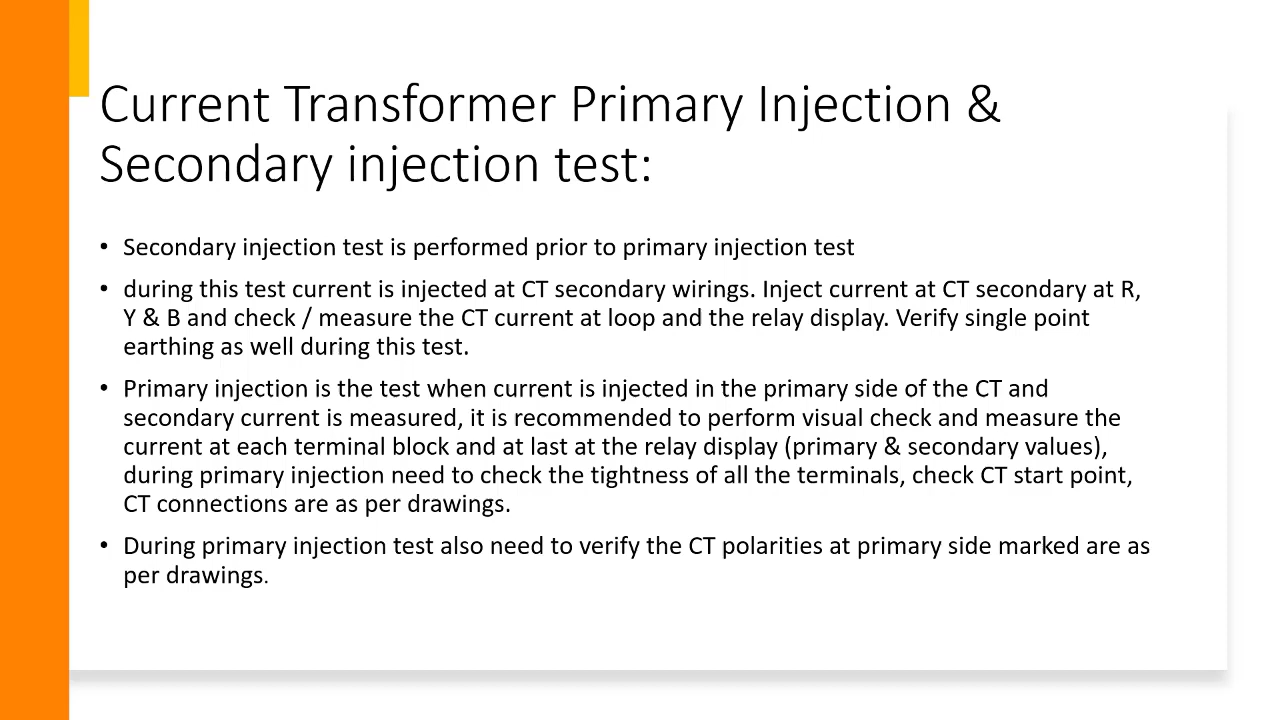 Current Transformer Primary Injection &
Secondary injection test:
• Secondary injection test is performed prior to primary injection test
• during this test current is injected at CT secondary wirings. Inject current at CT secondary at R,
Y & B and check / measure the CT current at loop and the relay display. Verify single point
earthing as well during this test.
• Primary injection is the test when current is injected in the primary side of the CT and
secondary current is measured, it is recommended to perform visual check and measure the
current at each terminal block and at last at the relay display (primary & secondary values),
during primary injection need to check the tightness of all the terminals, check CT start point,
CT connections are as per drawings.
• During primary injection test also need to verify the CT polarities at primary side marked are as
per drawings.